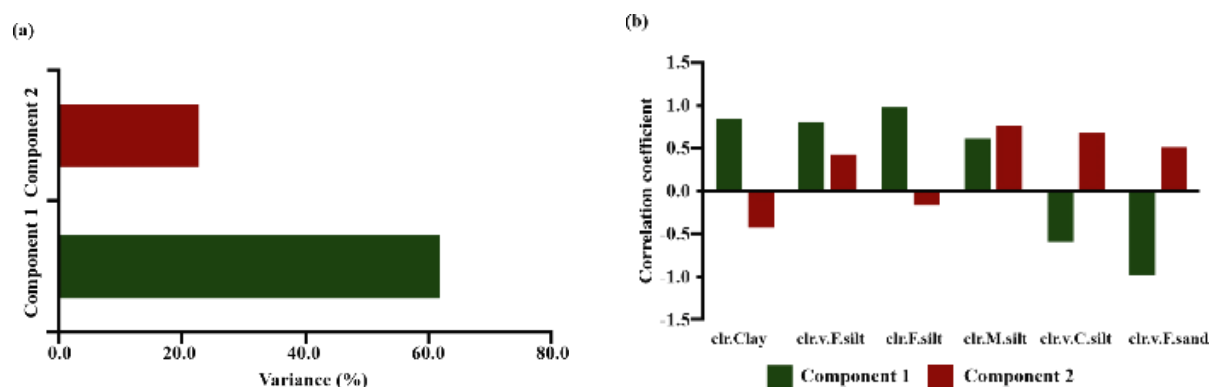 (a)
Component 2
Component 1
0.0 20.0 40.0 60.0 80.0
Variance (%)
(b)
Correlation coefficient
1.5
1.0
0.5
0.0
-0.5
-1.0
-1.5
clr.Clay clr.v.F.silt clr.F.silt clr.M.silt clr.v.C.silt clr.v.F.sand
Component 1 Component 2